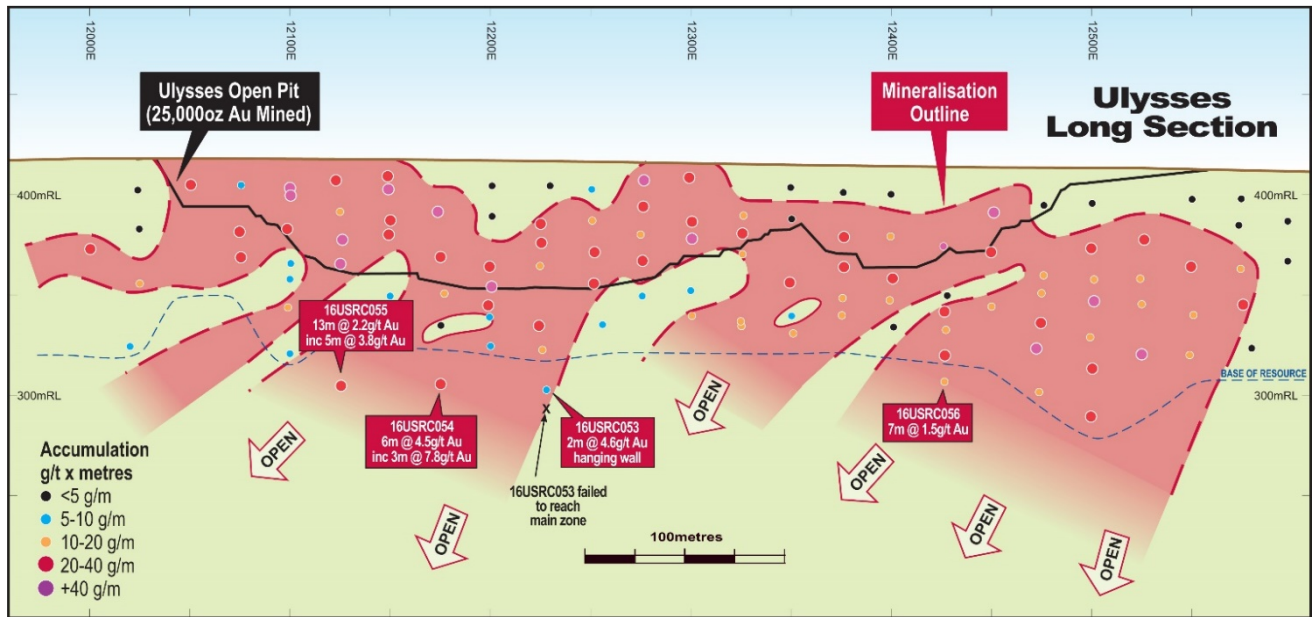 12000E
12100E
12200E
12300E
12400E
12500E
Ulysses Open Pit
(25,000oz Au Mined)
Mineralisation
Outline
Ulysses
Long Section
400mRL
400mRL
16USRC055
13m @ 2.2g/t Au
inc 5m @ 3.8g/t Au
BASE OF RESOURCE
300mRL
300mRL
16USRC054
6m @ 4.5g/t Au
inc 3m @ 7.8g/t Au
X
16USRC053
2m @ 4.6g/t Au
hanging wall
16USRC056
7m @ 1.5g/t Au
16USRC053 failed
to reach
main zone
OPEN
OPEN
OPEN
OPEN
OPEN
OPEN
Accumulation
g/t x metres
<5 g/m
5-10 g/m
10-20 g/m
20-40 g/m
+40 g/m
100metres